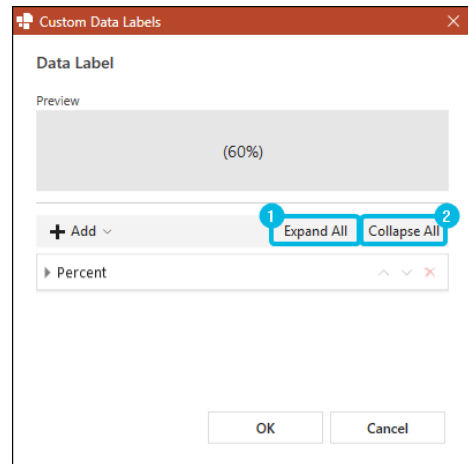 Custom Data Labels
Data Label
Preview
(60%)
1 2
Add Expand All Collapse All
Percent
OK Cancel